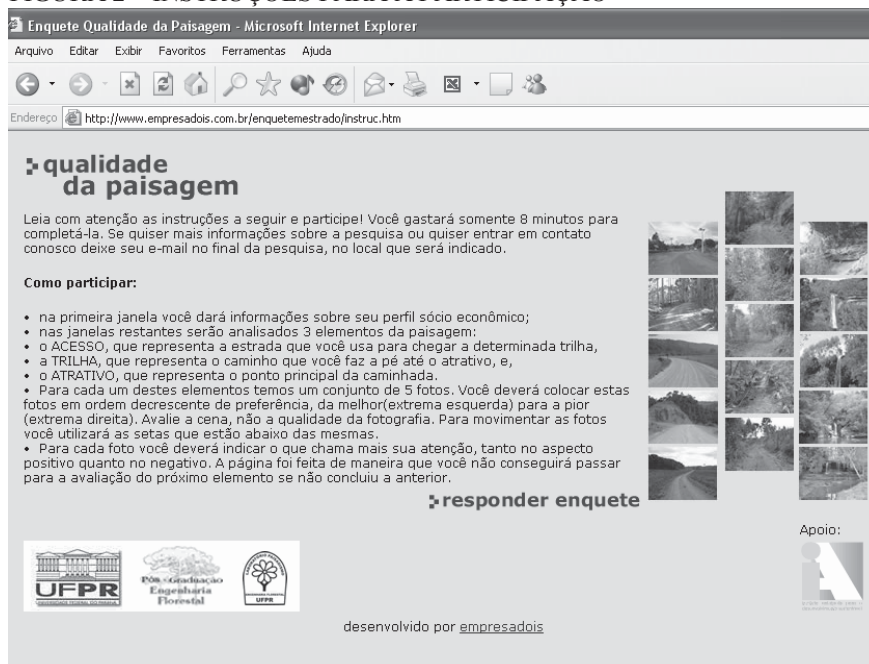 Enquete Qualidade da Paisagem - Microsoft Internet Explorer
Arquivo Editar Exibir Favoritos Ferramentas Ajuda
Endereço http://www.empresadois.com.br/enquetemestrado/instruc.htm
qualidade
da paisagem
Leia com atenção as instruções a seguir e participe! Você gastará somente 8 minutos para
completá-la. Se quiser mais informações sobre a pesquisa ou quiser entrar em contato
conosco deixe seu e-mail no final da pesquisa, no local que será indicado.
Como participar:
• na primeira janela você dará informações sobre seu perfil sócio econômico;
• nas janelas restantes serão analisados 3 elementos da paisagem:
• o ACESSO, que representa a estrada que você usa para chegar a determinada trilha,
• a TRILHA, que representa o caminho que você faz a pé até o atrativo, e,
• o ATRATIVO, que representa o ponto principal da caminhada.
• Para cada um destes elementos temos um conjunto de 5 fotos. Você deverá colocar estas
fotos em ordem decrescente de preferência, da melhor(extrema esquerda) para a pior
(extrema direita). Avalie a cena, não a qualidade da fotografia. Para movimentar as fotos
você utilizará as setas que estão abaixo das mesmas.
• Para cada foto você deverá indicar o que chama mais sua atenção, tanto no aspecto
positivo quanto no negativo. A página foi feita de maneira que você não conseguirá passar
para a avaliação do próximo elemento se não concluiu a anterior.
responder enquete
Apoio:
UFPR
UNIVERSIDADE FEDERAL DO PARANÁ
Pós-Graduação
Engenharia
Florestal
UFPR
desenvolvido por empresadois